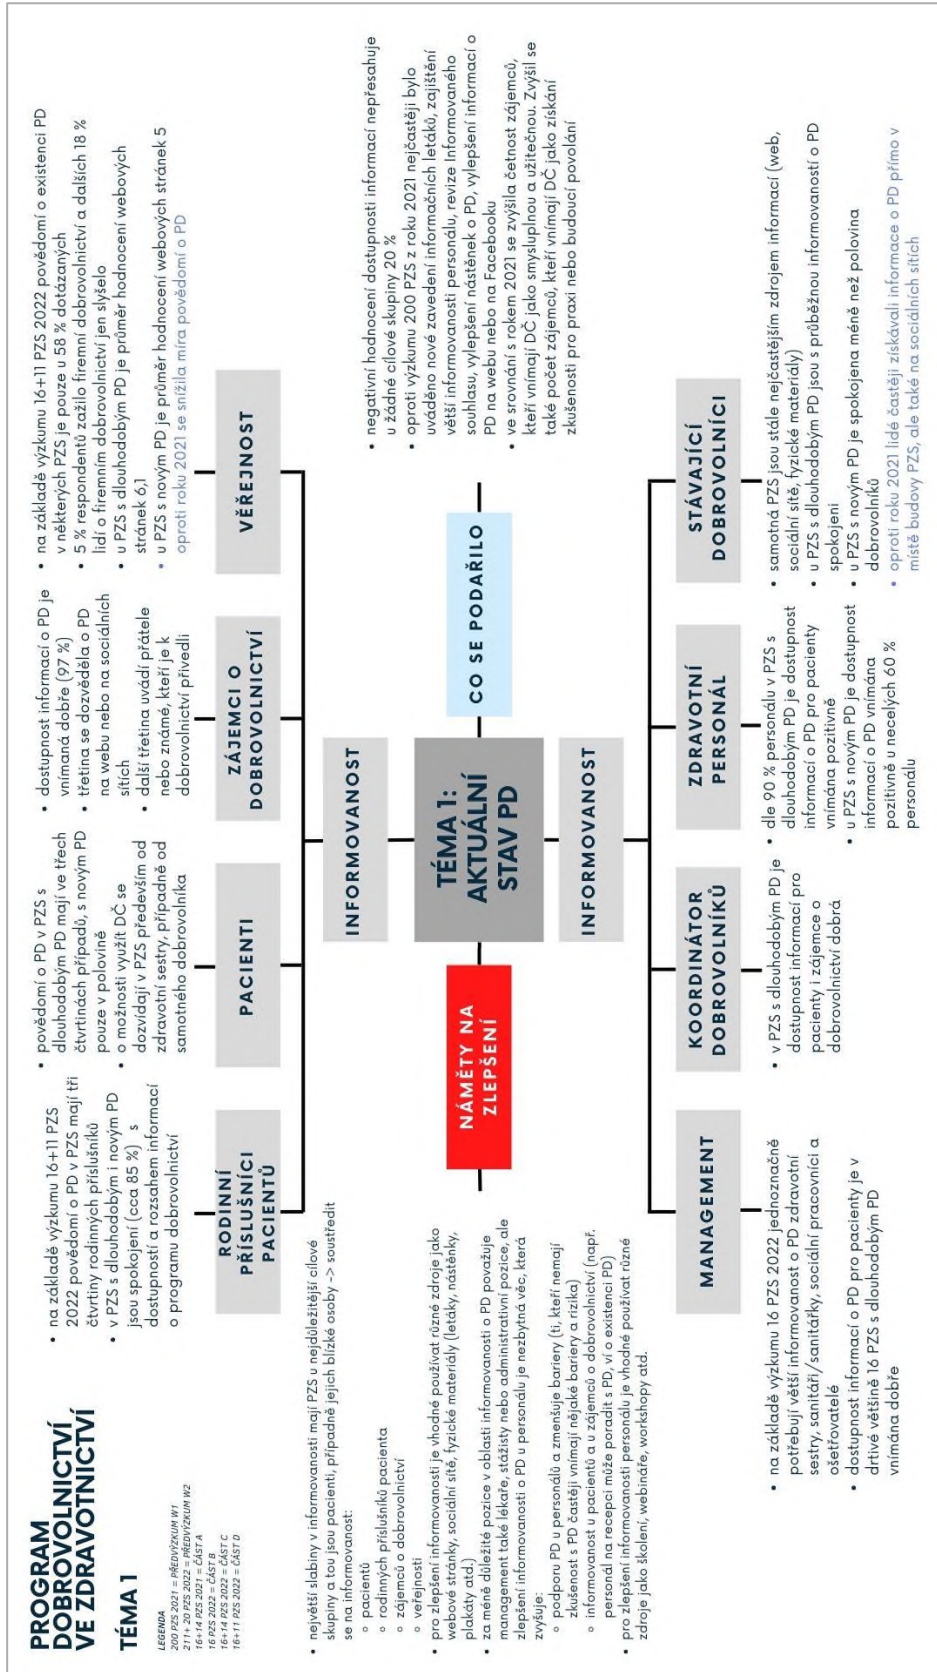 PROGRAM
DOBROVOLNICTVÍ
VE ZDRAVOTNICTVÍ
TÉMA 1
LEGENDA
200 PZS 2021 = PŘEDVÝZKUM W1
211+ 20 PZS 2022 = PŘEDVÝZKUM W2
16+14 PZS 2021 = ČÁST A
16 PZS 2022 = ČÁST B
16+14 PZS 2022 = ČÁST C
16+11 PZS 2022 = ČÁST D
• na základě výzkumu 16+11 PZS
2022 povědomí o PD v PZS mají tři
čtvrtiny rodinných příslušníků
• v PZS s dlouhodobým i novým PD
jsou spokojení (cca 85 %) s
dostupností a rozsahem informací
o programu dobrovolnictví
• povědomí o PD v PZS s
dlouhodobým PD mají ve třech
čtvrtinách případů, s novým PD
pouze v polovině
• o možnosti využít DČ se
dozvídají v PZS především od
zdravotní sestry, případně od
samotného dobrovolníka
• dostupnost informací o PD je
vnímaná dobře (97 %)
• třetina se dozvěděla o PD
na webu nebo na sociálních
sítích
• další třetina uvádí přátele
nebo známé, kteří je k
dobrovolnictví přivedli
• na základě výzkumu 16+11 PZS 2022 povědomí o existenci PD
v některých PZS je pouze u 58 % dotázaných
• 5 % respondentů zažilo firemní dobrovolnictví a dalších 18 %
lidí o firemním dobrovolnictví jen slyšelo
• u PZS s dlouhodobým PD je průměr hodnocení webových
stránek 6,1
• u PZS s novým PD je průměr hodnocení webových stránek 5
• oproti roku 2021 se snížila míra povědomí o PD
RODINNÍ
PŘÍSLUŠNÍCI
PACIENTŮ
PACIENTI
ZÁJEMCI O
DOBROVOLNICTVÍ
VĚŘEJNOST
INFORMOVANOST
• největší slabiny v informovanosti mají PZS u nejdůležitější cílové
skupiny a tou jsou pacienti, případně jejich blízké osoby -> soustředit
se na informovanost:
○ pacientů
○ rodinných příslušníků pacienta
○ zájemců o dobrovolnictví
○ veřejnosti
• pro zlepšení informovanosti je vhodné používat různé zdroje jako
webové stránky, sociální sítě, fyzické materiály (letáky, nástěnky,
plakáty atd.)
• za méně důležité pozice v oblasti informovanosti o PD považuje
management také lékaře, stážisty nebo administrativní pozice, ale
zlepšení informovanosti o PD u personálu je nezbytná věc, která
zvyšuje:
○ podporu PD u personálů a zmenšuje bariery (ti, kteří nemají
zkušenost s PD častěji vnímají nějaké bariéry a rizika)
○ informovanost u pacientů a u zájemců o dobrovolnictví (např.
personál na recepci může poradit s PD, ví o existenci PD)
• pro zlepšení informovanosti personálu je vhodné používat různé
zdroje jako školení, webináře, workshopy atd.
NÁMĚTY NA
ZLEPŠENÍ
TÉMA 1:
AKTUÁLNÍ
STAV PD
CO SE PODAŘILO
• negativní hodnocení dostupnosti informací nepřesahuje
u žádné cílové skupiny 20 %
• oproti výzkumu 200 PZS z roku 2021 nejčastěji bylo
uváděno nové zavedení informačních letáků, zajištění
větší informovanosti personálu, revize Informovaného
souhlasu, vylepšení nástěnek o PD, vylepšení informací o
PD na webu nebo na Facebooku
• ve srovnání s rokem 2021 se zvýšila četnost zájemců,
kteří vnímají DČ jako smysluplnou a užitečnou. Zvýšil se
také počet zájemců, kteří vnímají DČ jako získání
zkušenosti pro praxi nebo budoucí povolání
INFORMOVANOST
MANAGEMENT
KOORDINÁTOR
DOBROVOLNÍKŮ
ZDRAVOTNÍ
PERSONÁL
STÁVAJÍCÍ
DOBROVOLNÍCI
• na základě výzkumu 16 PZS 2022 jednoznačně
potřebují větší informovanost o PD zdravotní
sestry, sanitáři/sanitářky, sociální pracovníci a
ošetřovatelé
• dostupnost informací o PD pro pacienty je v
drtivé většině 16 PZS s dlouhodobým PD
vnímána dobře
• v PZS s dlouhodobým PD je
dostupnost informací pro
pacienty i zájemce o
dobrovolnictví dobrá
• dle 90 % personálu v PZS s
dlouhodobým PD je dostupnost
informací o PD pro pacienty
vnímána pozitivně
• u PZS s novým PD je dostupnost
informací o PD vnímána
pozitivně u necelých 60 %
personálu
• samotná PZS jsou stále nejčastějším zdrojem informací (web,
sociální sítě, fyzické materiály)
• u PZS s dlouhodobým PD jsou s průběžnou informovaností o PD
spokojeni
• u PZS s novým PD je spokojena méně než polovina
dobrovolníků
• oproti roku 2021 lidé častěji získávali informace o PD přímo v
místě budovy PZS, ale také na sociálních sítích